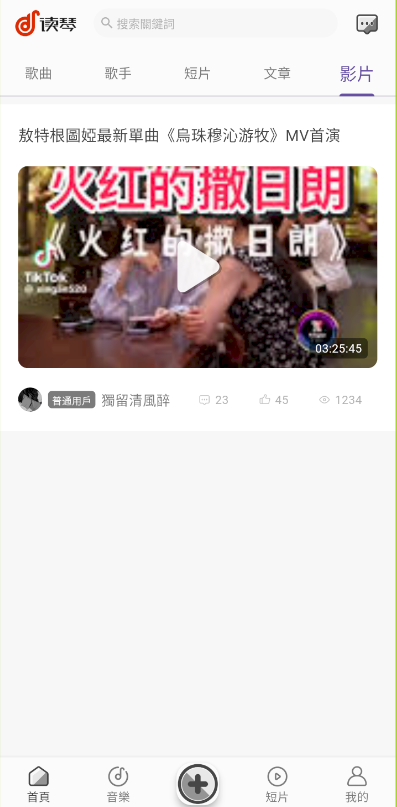 读琴
搜索關鍵詞
歌曲 歌手 短片 文章 影片
敖特根圖婭最新單曲《烏珠穆沁游牧》MV首演
火红的撒日朗
《火红的撒日朗》
TikTok
@xinglie520
03:25:45
普通用戶 獨留清風醉 23 45 1234
首頁 音樂 短片 我的